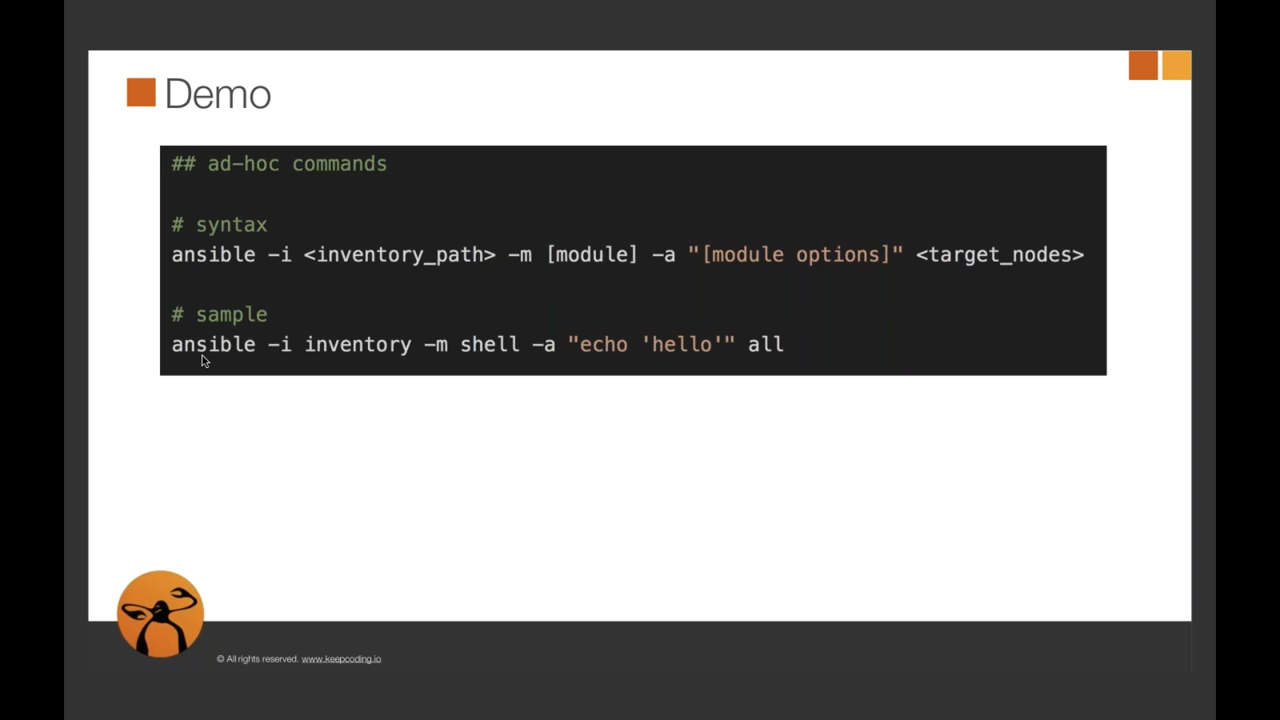 Demo
## ad-hoc commands
# syntax
ansible -i <inventory_path> -m [module] -a "[module options]" <target_nodes>
# sample
ansible -i inventory -m shell -a "echo 'hello'" all
© All rights reserved. www.keepcoding.io